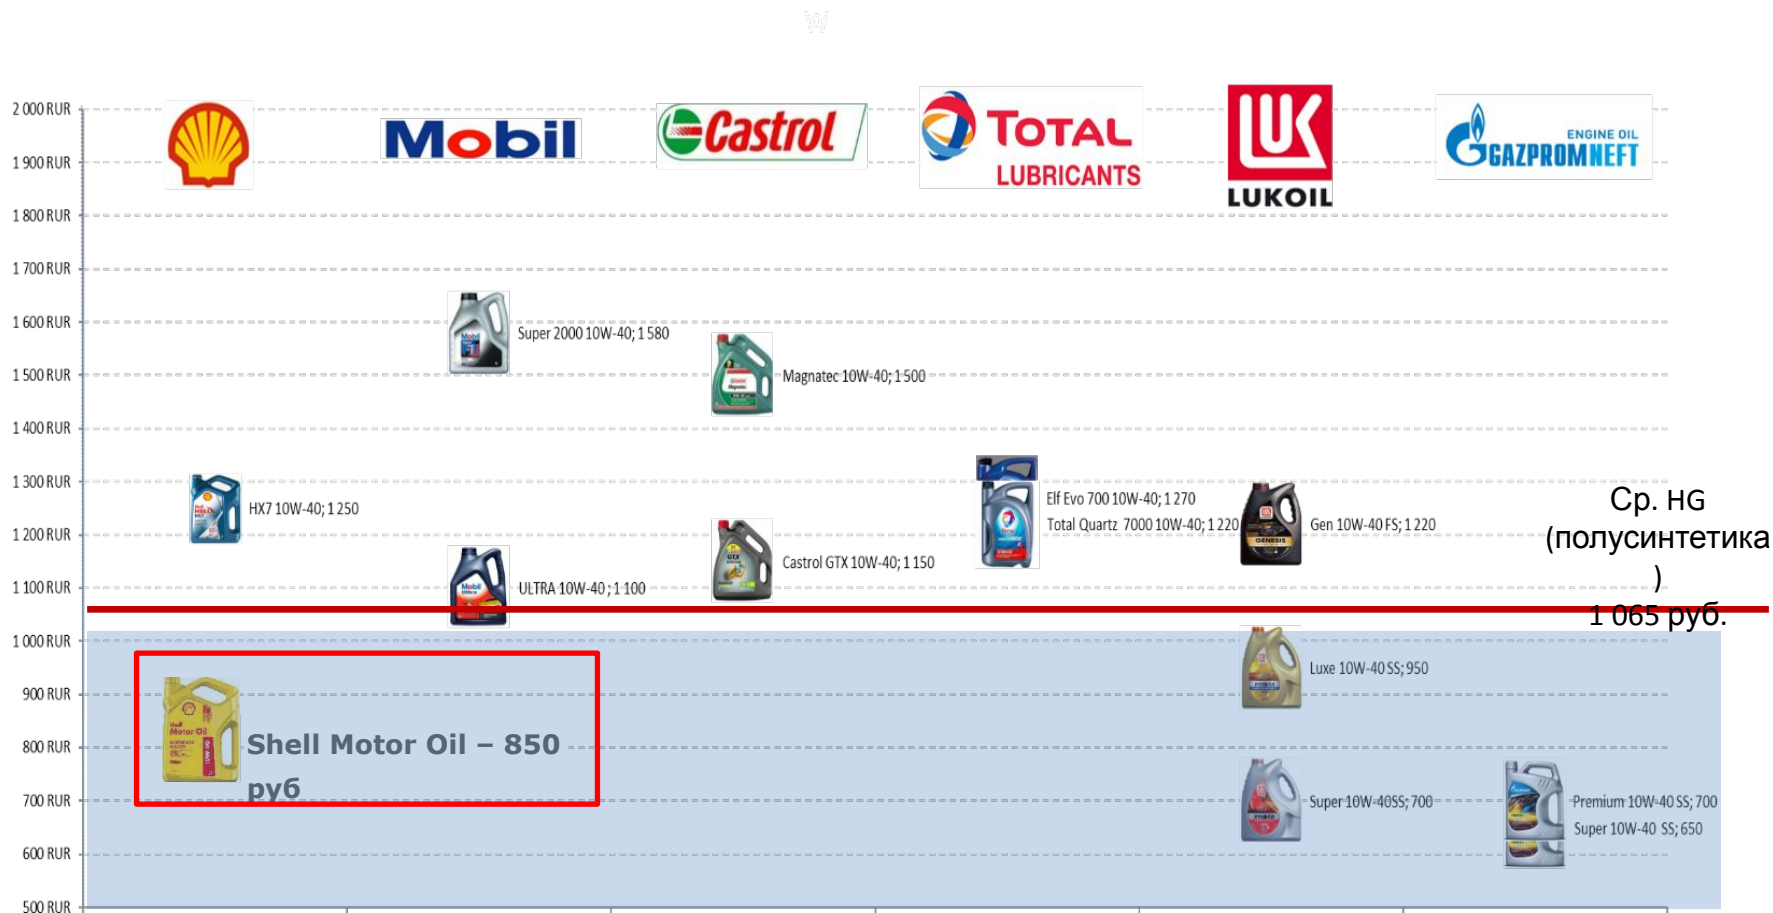 W
2 000 RUR
Mobil
Castrol
TOTAL
LUBRICANTS
LUKOIL
ENGINE OIL
GAZPROMNEFT
1 900 RUR
1 800 RUR
1 700 RUR
1 600 RUR
Super 2000 10W-40; 1 580
1 500 RUR
Magnatec 10W-40; 1 500
1 400 RUR
1 300 RUR
HX7 10W-40; 1 250
Elf Evo 700 10W-40; 1 270
Total Quartz 7000 10W-40; 1 220
Gen 10W-40 FS; 1 220
Ср. HG
(полусинтетика
)
1 065 руб.
1 200 RUR
Castrol GTX 10W-40; 1 150
1 100 RUR
ULTRA 10W-40 ; 1 100
1 000 RUR
Luxe 10W-40 SS; 950
900 RUR
Shell Motor Oil – 850
руб
800 RUR
700 RUR
Super 10W-40SS; 700
Premium 10W-40 SS; 700
Super 10W-40 SS; 650
600 RUR
500 RUR